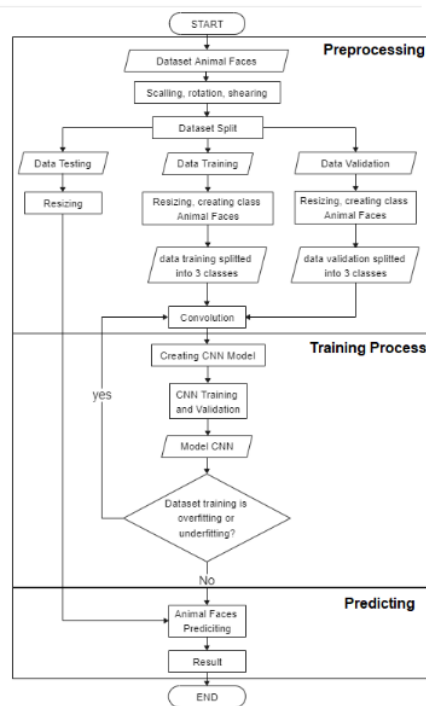 START
Preprocessing
Dataset Animal Faces
Scalling, rotation, shearing
Dataset Split
Data Testing
Data Training
Data Validation
Resizing
Resizing, creating class
Animal Faces
Resizing, creating class
Animal Faces
data training splitted
into 3 classes
data validation splitted
into 3 classes
Convolution
Training Process
Creating CNN Model
yes
CNN Training
and Validation
Model CNN
Dataset training is
overfitting or
underfitting?
No
Predicting
Animal Faces
Prediciting
Result
END